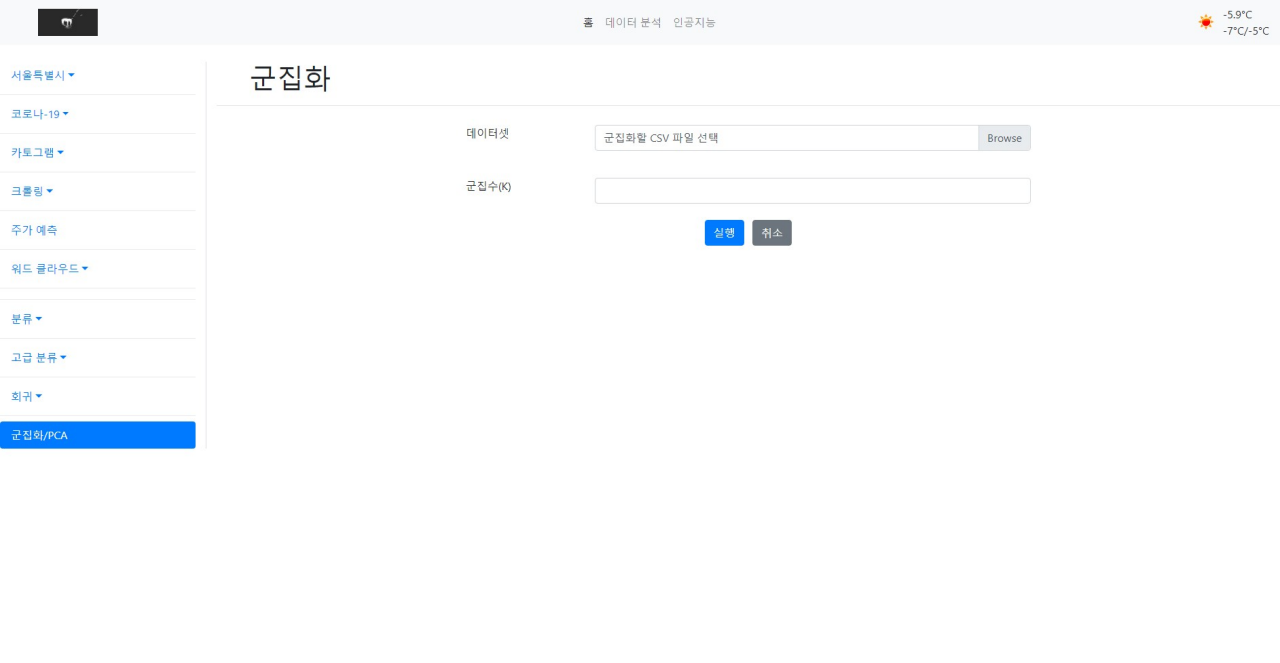 홈 데이터 분석 인공지능
-5.9°C
-7°C/-5°C
서울특별시
코로나-19
카토그램
크롤링
주가 예측
워드 클라우드
분류
고급 분류
회귀
군집화/PCA
군집화
데이터셋 군집화할 CSV 파일 선택 Browse
군집수(K)
실행 취소